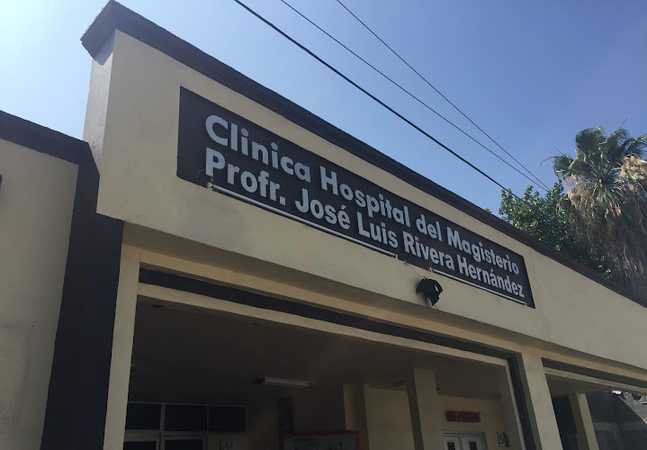 Clinica Hospital del Magisterio
Profr. José Luis Rivera Hernández